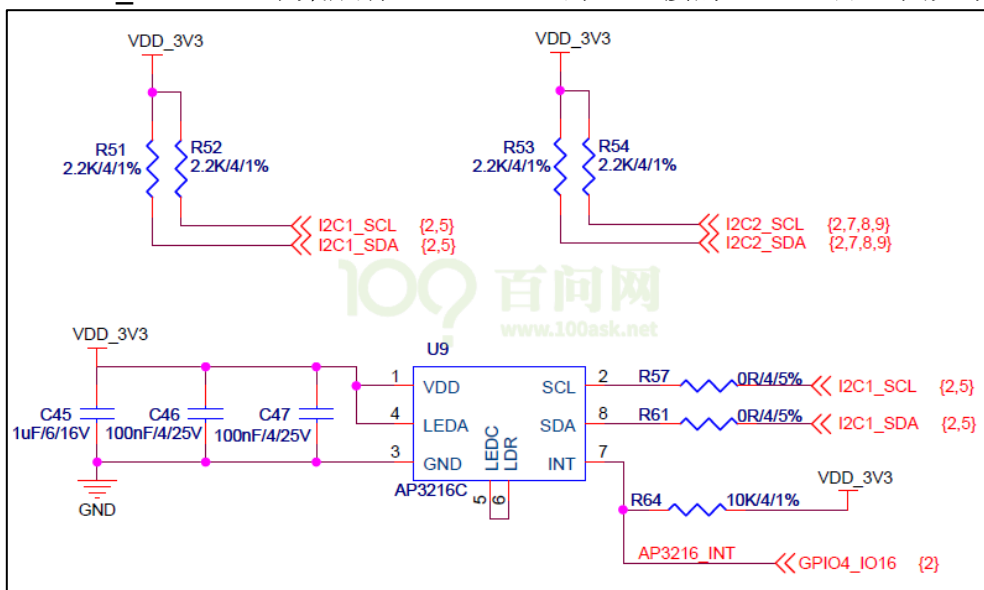 VDD_3V3
VDD_3V3
R51
2.2K/4/1%
R52
2.2K/4/1%
R53
2.2K/4/1%
R54
2.2K/4/1%
I2C1_SCL {2,5}
I2C1_SDA {2,5}
I2C2_SCL {2,7,8,9}
I2C2_SDA {2,7,8,9}
百问网
www.100ask.net
VDD_3V3
C45
1uF/6/16V
C46
100nF/4/25V
C47
100nF/4/25V
GND
U9
1 VDD
4 LEDA
3 GND
SCL 2
SDA 8
INT 7
LEDC
LDR
5
6
AP3216C
R57 0R/4/5% I2C1_SCL {2,5}
R61 0R/4/5% I2C1_SDA {2,5}
VDD_3V3
R64 10K/4/1%
AP3216_INT GPIO4_IO16 {2}